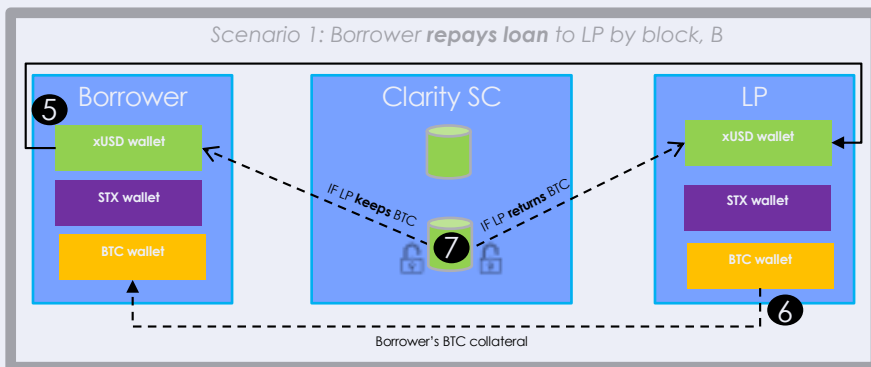 Scenario 1: Borrower repays loan to LP by block, B
Borrower
Clarity SC
LP
5
xUSD wallet
xUSD wallet
STX wallet
STX wallet
IF LP keeps BTC
IF LP returns BTC
7
BTC wallet
BTC wallet
6
Borrower's BTC collateral